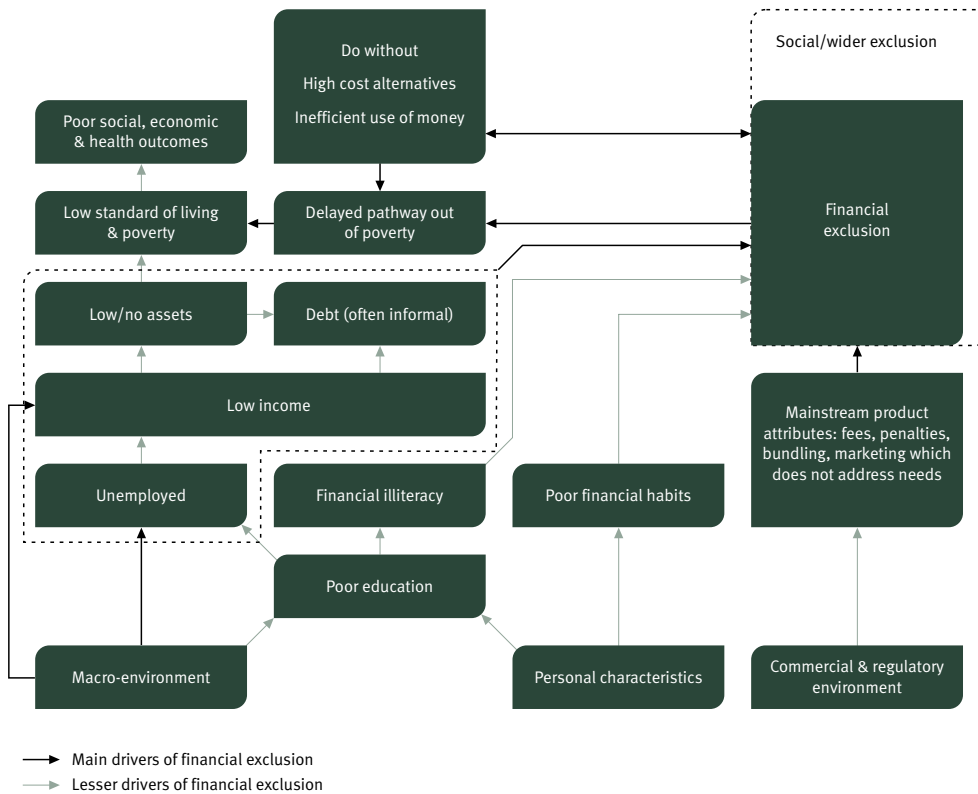 Social/wider exclusion
Do without
High cost alternatives
Inefficient use of money
Poor social, economic
& health outcomes
Low standard of living
& poverty
Delayed pathway out
of poverty
Financial
exclusion
Low/no assets
Debt (often informal)
Low income
Mainstream product
attributes: fees, penalties,
bundling, marketing which
does not address needs
Unemployed
Financial illiteracy
Poor financial habits
Poor education
Macro-environment
Personal characteristics
Commercial & regulatory
environment
Main drivers of financial exclusion
Lesser drivers of financial exclusion